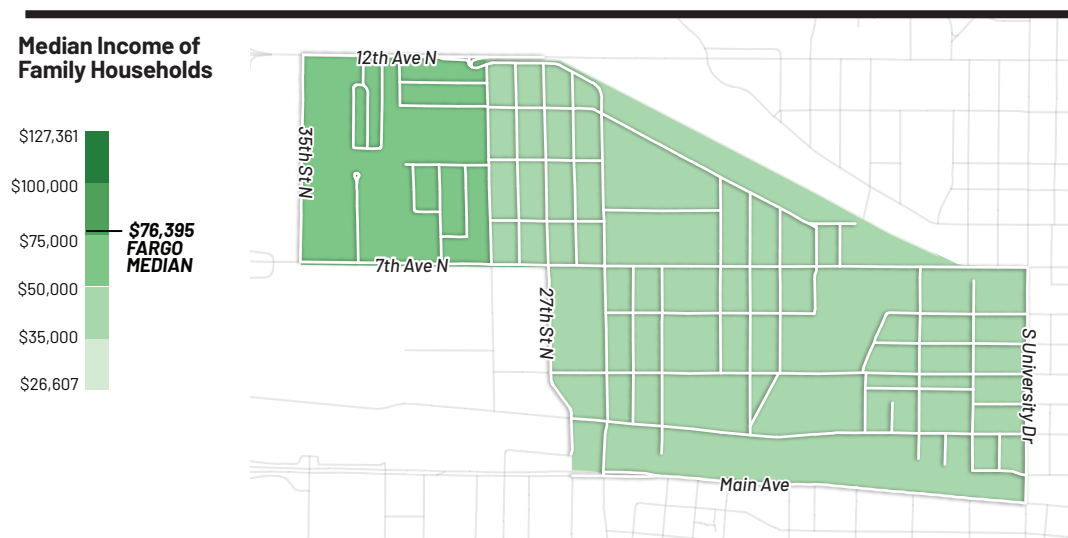 Median Income of
Family Households
$127,361
$100,000
$75,000
$50,000
$35,000
$26,607
$76,395
FARGO
MEDIAN
12th Ave N
35th St N
7th Ave N
27th St N
S University Dr
Main Ave